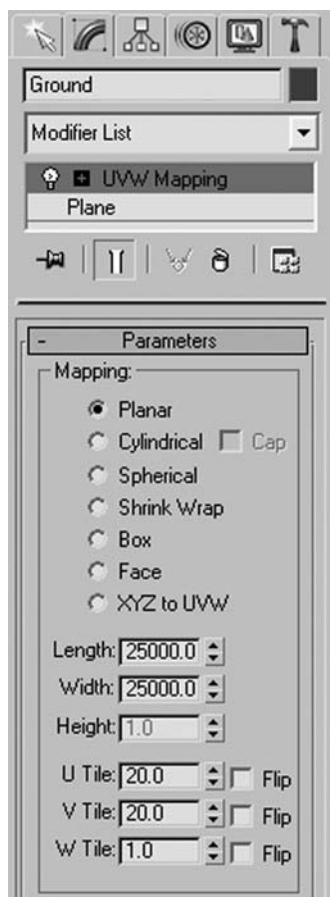 Ground
Modifier List
UVW Mapping
Plane
- Parameters
Mapping:
Planar
Cylindrical Cap
Spherical
Shrink Wrap
Box
Face
XYZ to UVW
Length: 25000.0
Width: 25000.0
Height: 1.0
U Tile: 20.0 Flip
V Tile: 20.0 Flip
W Tile: 1.0 Flip